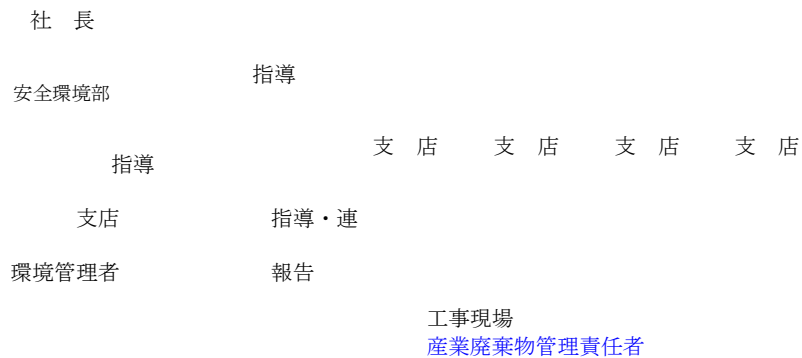 社　長
指導
安全環境部
支　店　　支　店　　支　店　　支　店
指導
支店　　指導・連
環境管理者　　報告
工事現場
産業廃棄物管理責任者